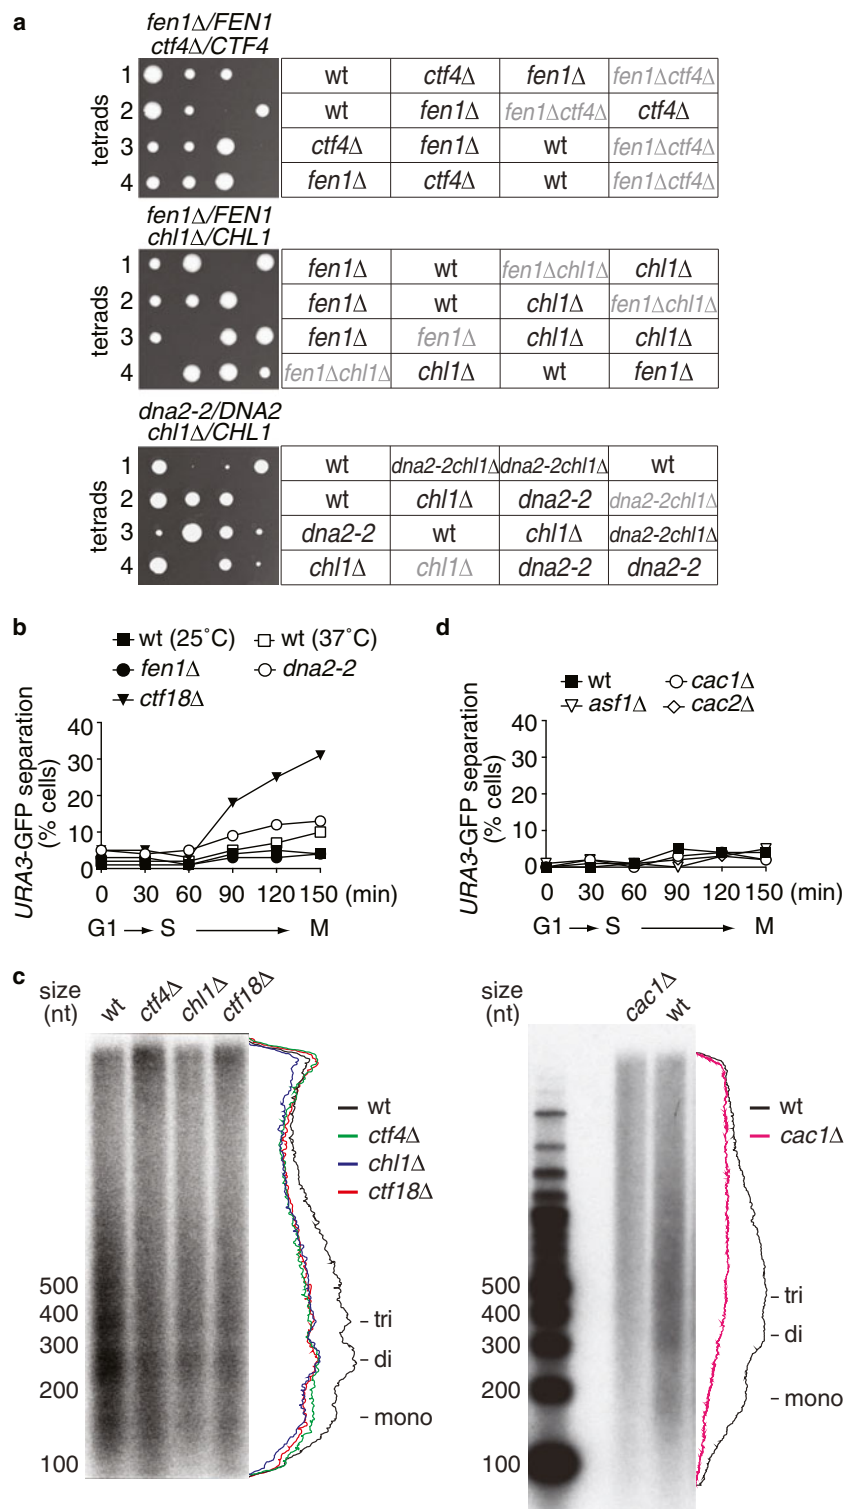 a
fen1Δ/FEN1
ctf4Δ/CTF4
tetrads
1 wt ctf4Δ fen1Δ fen1Δctf4Δ
2 wt fen1Δ fen1Δctf4Δ ctf4Δ
3 ctf4Δ fen1Δ wt fen1Δctf4Δ
4 fen1Δ ctf4Δ wt fen1Δctf4Δ
fen1Δ/FEN1
chl1Δ/CHL1
tetrads
1 fen1Δ wt fen1Δchl1Δ chl1Δ
2 fen1Δ wt chl1Δ fen1Δchl1Δ
3 fen1Δ fen1Δ chl1Δ chl1Δ
4 fen1Δchl1Δ chl1Δ wt fen1Δ
dna2-2/DNA2
chl1Δ/CHL1
tetrads
1 wt dna2-2chl1Δ dna2-2chl1Δ wt
2 wt chl1Δ dna2-2 dna2-2chl1Δ
3 dna2-2 wt chl1Δ dna2-2chl1Δ
4 chl1Δ chl1Δ dna2-2 dna2-2
b
wt (25˚C) wt (37˚C)
fen1Δ dna2-2
ctf18Δ
URA3-GFP separation
(% cells)
40
30
20
10
0
0 30 60 90 120 150 (min)
G1 → S → M
d
wt cac1Δ
asf1Δ cac2Δ
URA3-GFP separation
(% cells)
40
30
20
10
0
0 30 60 90 120 150 (min)
G1 → S → M
c
size
(nt)
wt ctf4Δ chl1Δ ctf18Δ
wt
ctf4Δ
chl1Δ
ctf18Δ
500
400
300
200
100
tri
di
mono
size
(nt)
cac1Δ wt
wt
cac1Δ
500
400
300
200
100
tri
di
mono